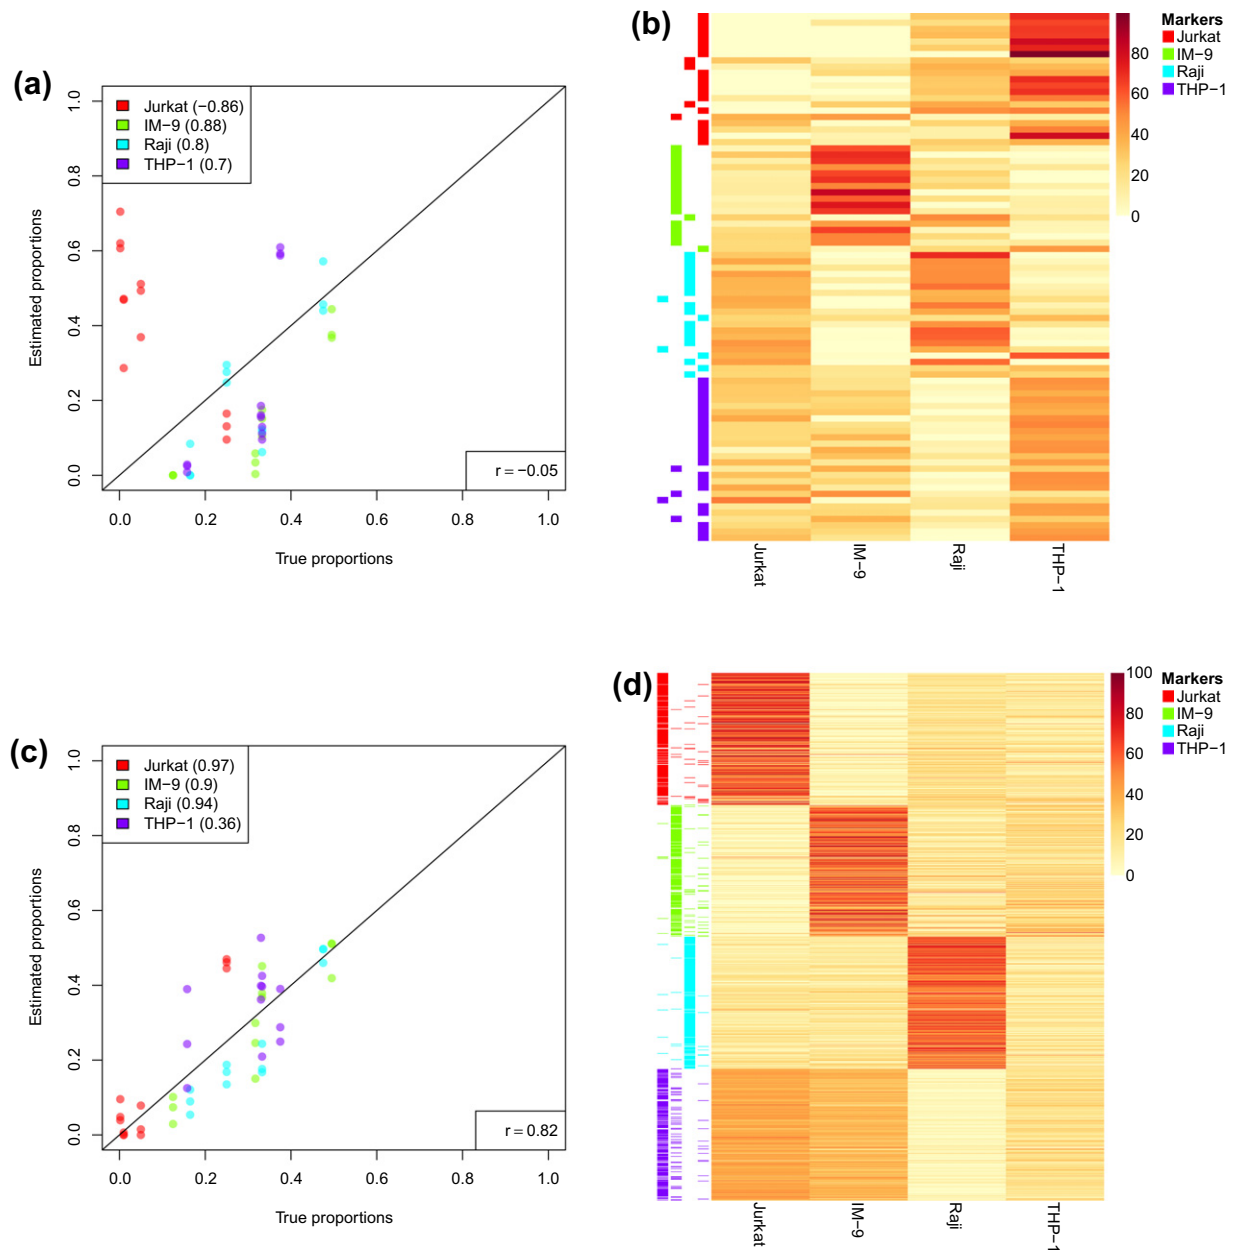 (a)
Jurkat (−0.86)
IM−9 (0.88)
Raji (0.8)
THP−1 (0.7)
1.0
0.8
0.6
0.4
0.2
0.0
Estimated proportions
r = −0.05
0.0 0.2 0.4 0.6 0.8 1.0
True proportions
(b)
80
60
40
20
0
Markers
Jurkat
IM−9
Raji
THP−1
Jurkat IM−9 Raji THP−1
(c)
Jurkat (0.97)
IM−9 (0.9)
Raji (0.94)
THP−1 (0.36)
1.0
0.8
0.6
0.4
0.2
0.0
Estimated proportions
r = 0.82
0.0 0.2 0.4 0.6 0.8 1.0
True proportions
(d)
100
80
60
40
20
0
Markers
Jurkat
IM−9
Raji
THP−1
Jurkat IM−9 Raji THP−1